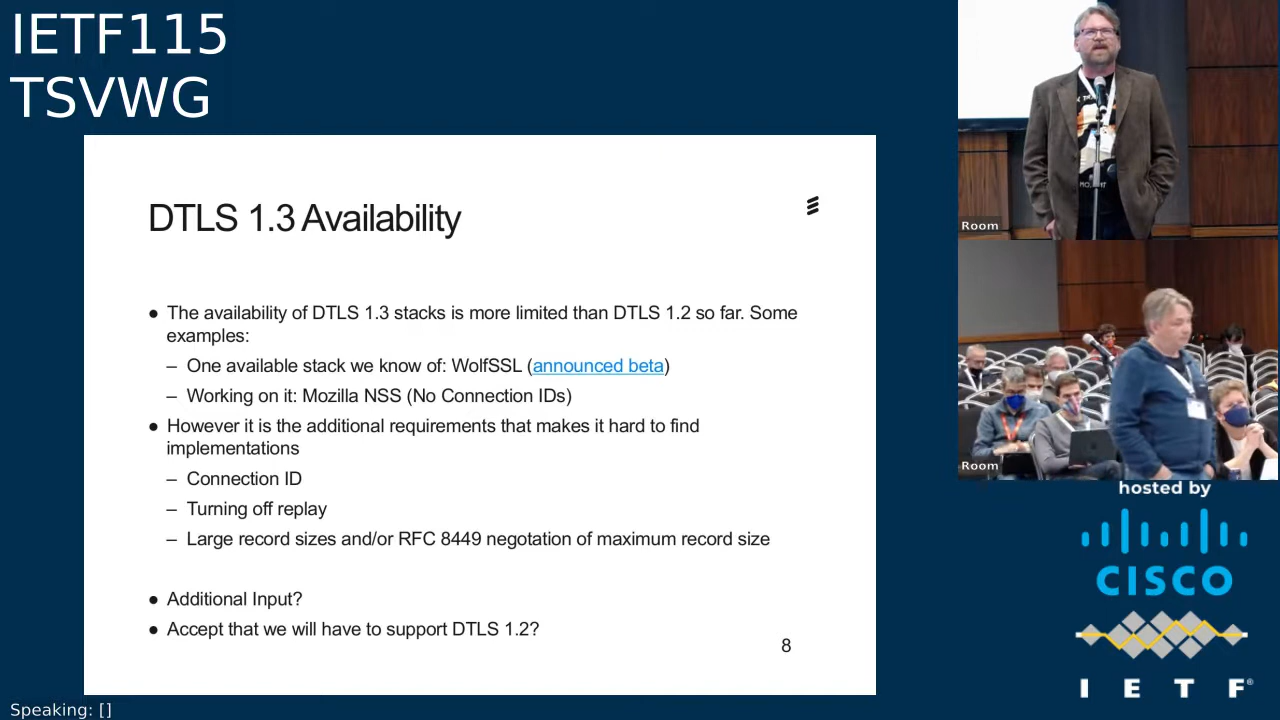 IETF115
TSVWG
DTLS 1.3 Availability
● The availability of DTLS 1.3 stacks is more limited than DTLS 1.2 so far. Some
examples:
– One available stack we know of: WolfSSL (announced beta)
– Working on it: Mozilla NSS (No Connection IDs)
● However it is the additional requirements that makes it hard to find
implementations
– Connection ID
– Turning off replay
– Large record sizes and/or RFC 8449 negotation of maximum record size
● Additional Input?
● Accept that we will have to support DTLS 1.2?
8
Room
Room
hosted by
CISCO
I E T F®
Speaking: []